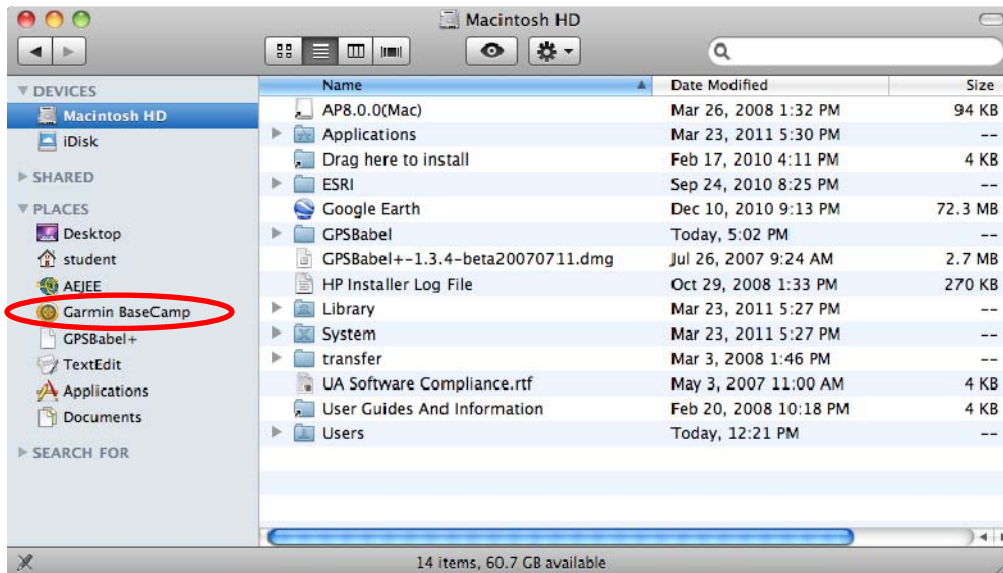 Macintosh HD
DEVICES
Macintosh HD
iDisk
SHARED
PLACES
Desktop
student
AEJEE
Garmin BaseCamp
GPSBabel+
TextEdit
Applications
Documents
SEARCH FOR
Name Date Modified Size
AP8.0.0(Mac) Mar 26, 2008 1:32 PM 94 KB
Applications Mar 23, 2011 5:30 PM --
Drag here to install Feb 17, 2010 4:11 PM 4 KB
ESRI Sep 24, 2010 8:25 PM --
Google Earth Dec 10, 2010 9:13 PM 72.3 MB
GPSBabel Today, 5:02 PM --
GPSBabel+-1.3.4-beta20070711.dmg Jul 26, 2007 9:24 AM 2.7 MB
HP Installer Log File Oct 29, 2008 1:33 PM 270 KB
Library Mar 23, 2011 5:27 PM --
System Mar 23, 2011 5:27 PM --
transfer Mar 3, 2008 1:46 PM --
UA Software Compliance.rtf May 3, 2007 11:00 AM 4 KB
User Guides And Information Feb 20, 2008 10:18 PM 4 KB
Users Today, 12:21 PM --
14 items, 60.7 GB available